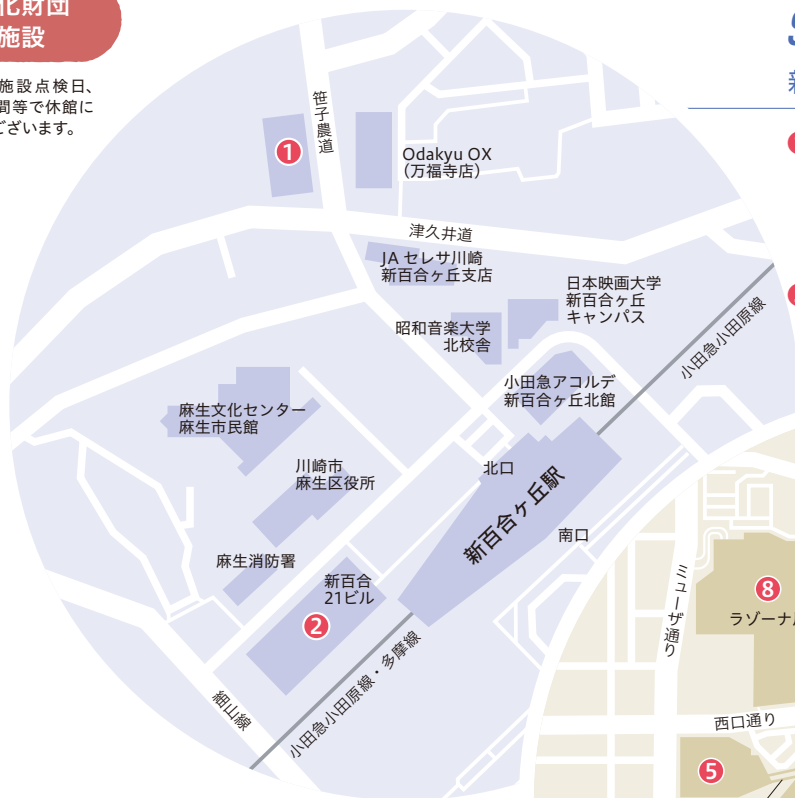 化財団
施設
施設点検日、
間等で休館に
ざいます。
笹子農道
1
Odakyu OX
（万福寺店）
津久井道
JA セレサ川崎
新百合ヶ丘支店
日本映画大学
新百合ヶ丘
キャンパス
昭和音楽大学
北校舎
小田急小田原線
小田急アコルデ
新百合ヶ丘北館
麻生文化センター
麻生市民館
川崎市
麻生区役所
北口
新百合ヶ丘駅
南口
麻生消防署
新百合
21ビル
2
細山線
小田急小田原線・多摩線
ミューザ通り
8
ラゾーナ
西口通り
5